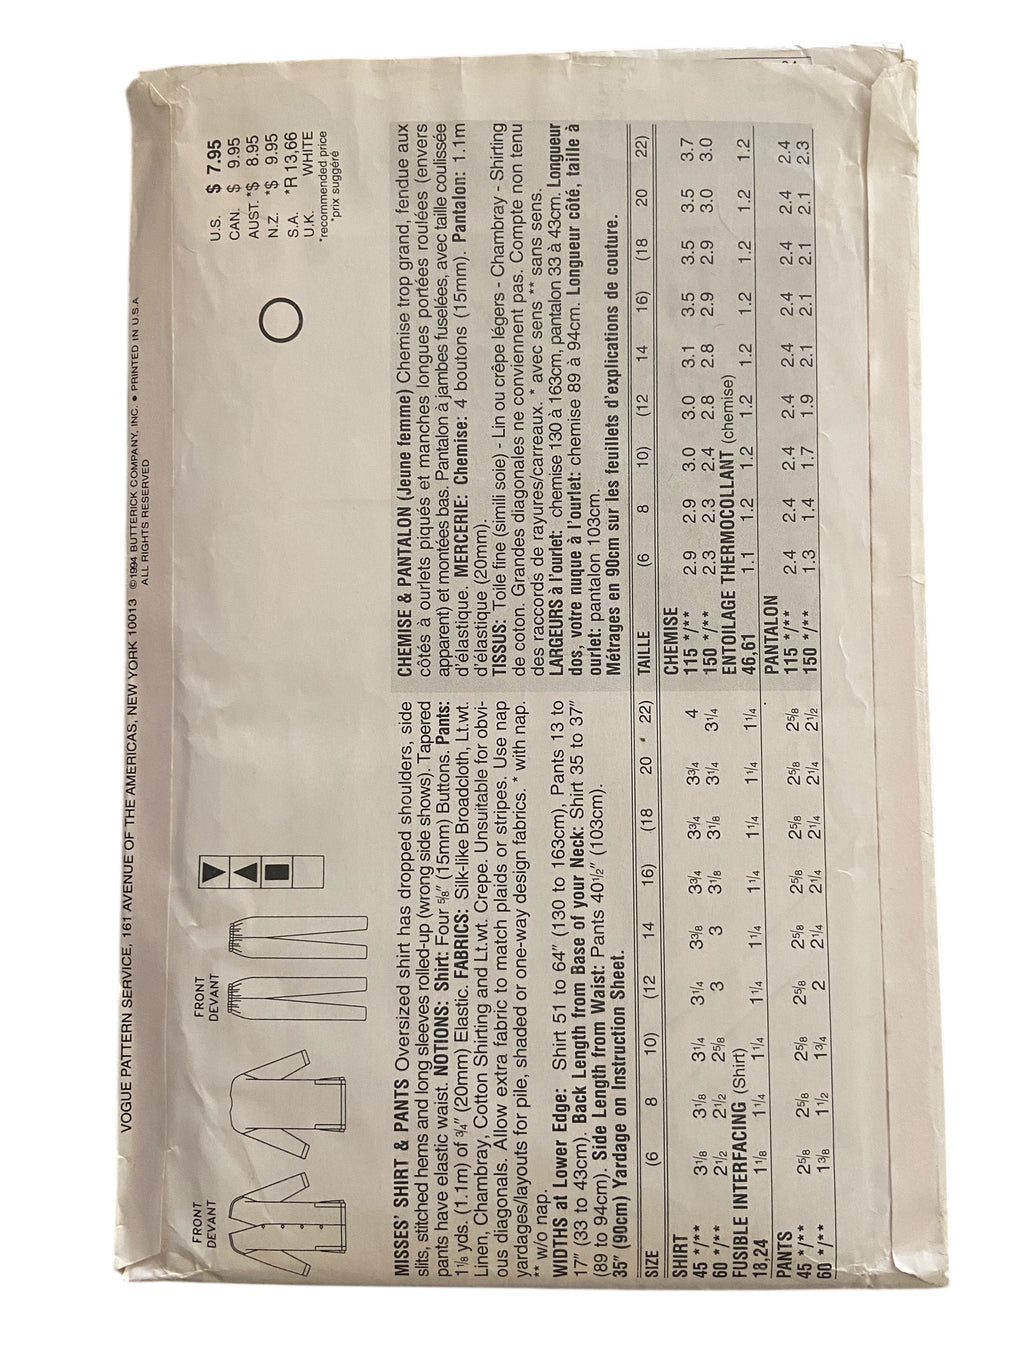 VOGUE PATTERN SERVICE, 161 AVENUE OF THE AMERICAS, NEW YORK 10013 © 1994 BUTTERICK COMPANY, INC. ● PRINTED IN U.S.A
ALL RIGHTS RESERVED
FRONT
DEVANT
FRONT
DEVANT
U.S. $ 7.95
CAN. $ 9.95
AUST. *$ 8.95
N.Z. *$ 9.95
S.A. *R 13,66
U.K. WHITE
*recommended price
*prix suggéré
MISSES' SHIRT & PANTS Oversized shirt has dropped shoulders, side
slits, stitched hems and long sleeves rolled-up (wrong side shows). Tapered
pants have elastic waist. NOTIONS: Shirt: Four 5/8" (15mm) Buttons. Pants:
1 1/8 yds. (1.1m) of 3/4" (20mm) Elastic. FABRICS: Silk-like Broadcloth, Lt.wt.
Linen, Chambray, Cotton Shirting and Lt.wt. Crepe. Unsuitable for obvi-
ous diagonals. Allow extra fabric to match plaids or stripes. Use nap
yardages/layouts for pile, shaded or one-way design fabrics. * with nap.
** w/o nap.
WIDTHS at Lower Edge: Shirt 51 to 64" (130 to 163cm), Pants 13 to
17" (33 to 43cm). Back Length from Base of your Neck: Shirt 35 to 37"
(89 to 94cm). Side Length from Waist: Pants 40 1/2" (103cm).
35" (90cm) Yardage on Instruction Sheet.
SIZE (6 8 10) (12 14 16) (18 20 22)
SHIRT
45 */** 3 1/8 3 1/8 3 1/4 3 1/4 3 3/8 3 3/4 3 3/4 3 3/4 4
60 */** 2 1/2 2 1/2 2 5/8 3 3 3 1/8 3 1/8 3 1/4 3 1/4
FUSIBLE INTERFACING (Shirt)
18,24 1 1/8 1 1/4 1 1/4 1 1/4 1 1/4 1 1/4 1 1/4 1 1/4 1 1/4
PANTS
45 */** 2 5/8 2 5/8 2 5/8 2 5/8 2 5/8 2 5/8 2 5/8 2 5/8 2 5/8
60 */** 1 3/8 1 1/2 1 3/4 2 2 1/4 2 1/4 2 1/4 2 1/4 2 1/2
CHEMISE & PANTALON (Jeune femme) Chemise trop grand, fendue aux
côtés à ourlets piqués et manches longues portées roulées (envers
apparent) et montées bas. Pantalon à jambes fuselées, avec taille coulissée
d'élastique. MERCERIE: Chemise: 4 boutons (15mm). Pantalon: 1.1m
d'élastique (20mm).
TISSUS: Toile fine (simili soie) - Lin ou crêpe légers - Chambray - Shirting
de coton. Grandes diagonales ne conviennent pas. Compte non tenu
des raccords de rayures/carreaux. * avec sens ** sans sens.
LARGEURS à l'ourlet: chemise 130 à 163cm, pantalon 33 à 43cm. Longueur
dos, votre nuque à l'ourlet: chemise 89 à 94cm. Longueur côté, taille à
ourlet: pantalon 103cm.
Métrages en 90cm sur les feuillets d'explications de couture.
TAILLE (6 8 10) (12 14 16) (18 20 22)
CHEMISE
115 */** 2.9 2.9 3.0 3.0 3.1 3.5 3.5 3.5 3.7
150 */** 2.3 2.3 2.4 2.8 2.8 2.9 2.9 3.0 3.0
ENTOILAGE THERMOCOLLANT (chemise)
46,61 1.1 1.2 1.2 1.2 1.2 1.2 1.2 1.2 1.2
PANTALON
115 */** 2.4 2.4 2.4 2.4 2.4 2.4 2.4 2.4 2.4
150 */** 1.3 1.4 1.7 1.9 2.1 2.1 2.1 2.1 2.3